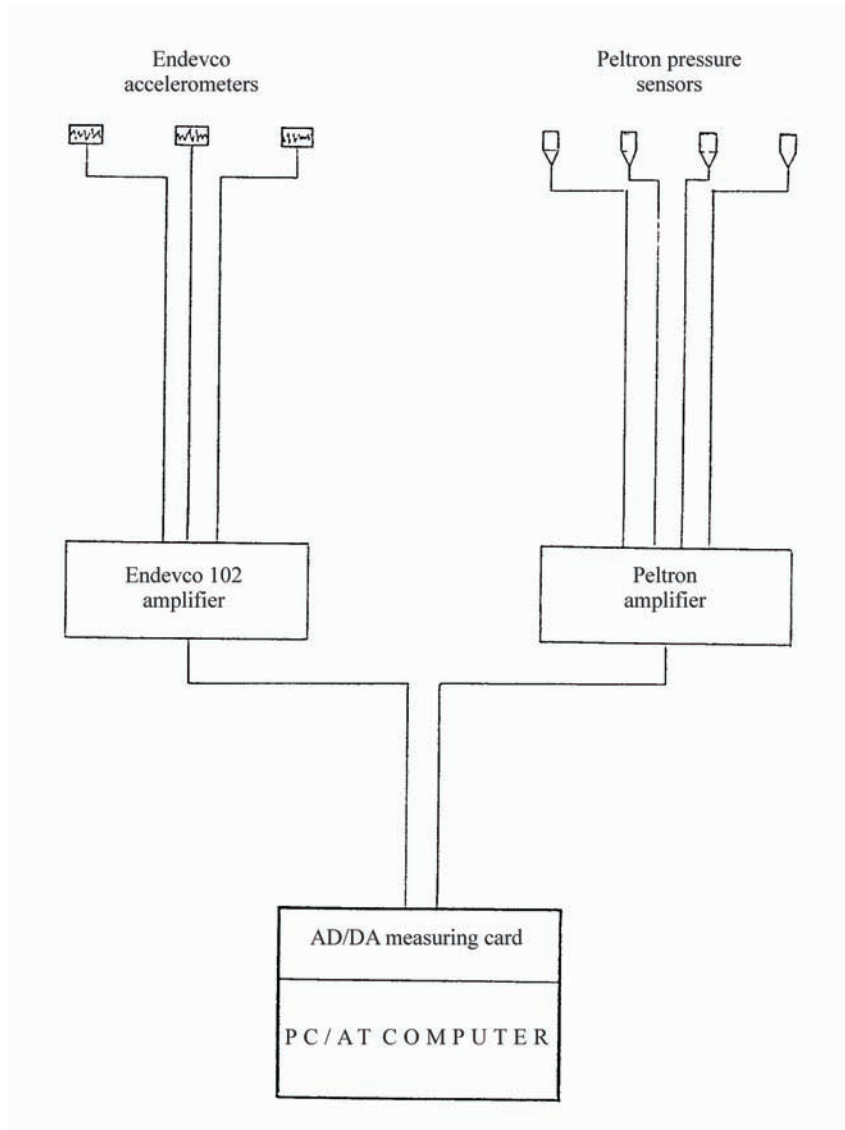 Endevco
accelerometers
Peltron pressure
sensors
Endevco 102
amplifier
Peltron
amplifier
AD/DA measuring card
PC/AT COMPUTER